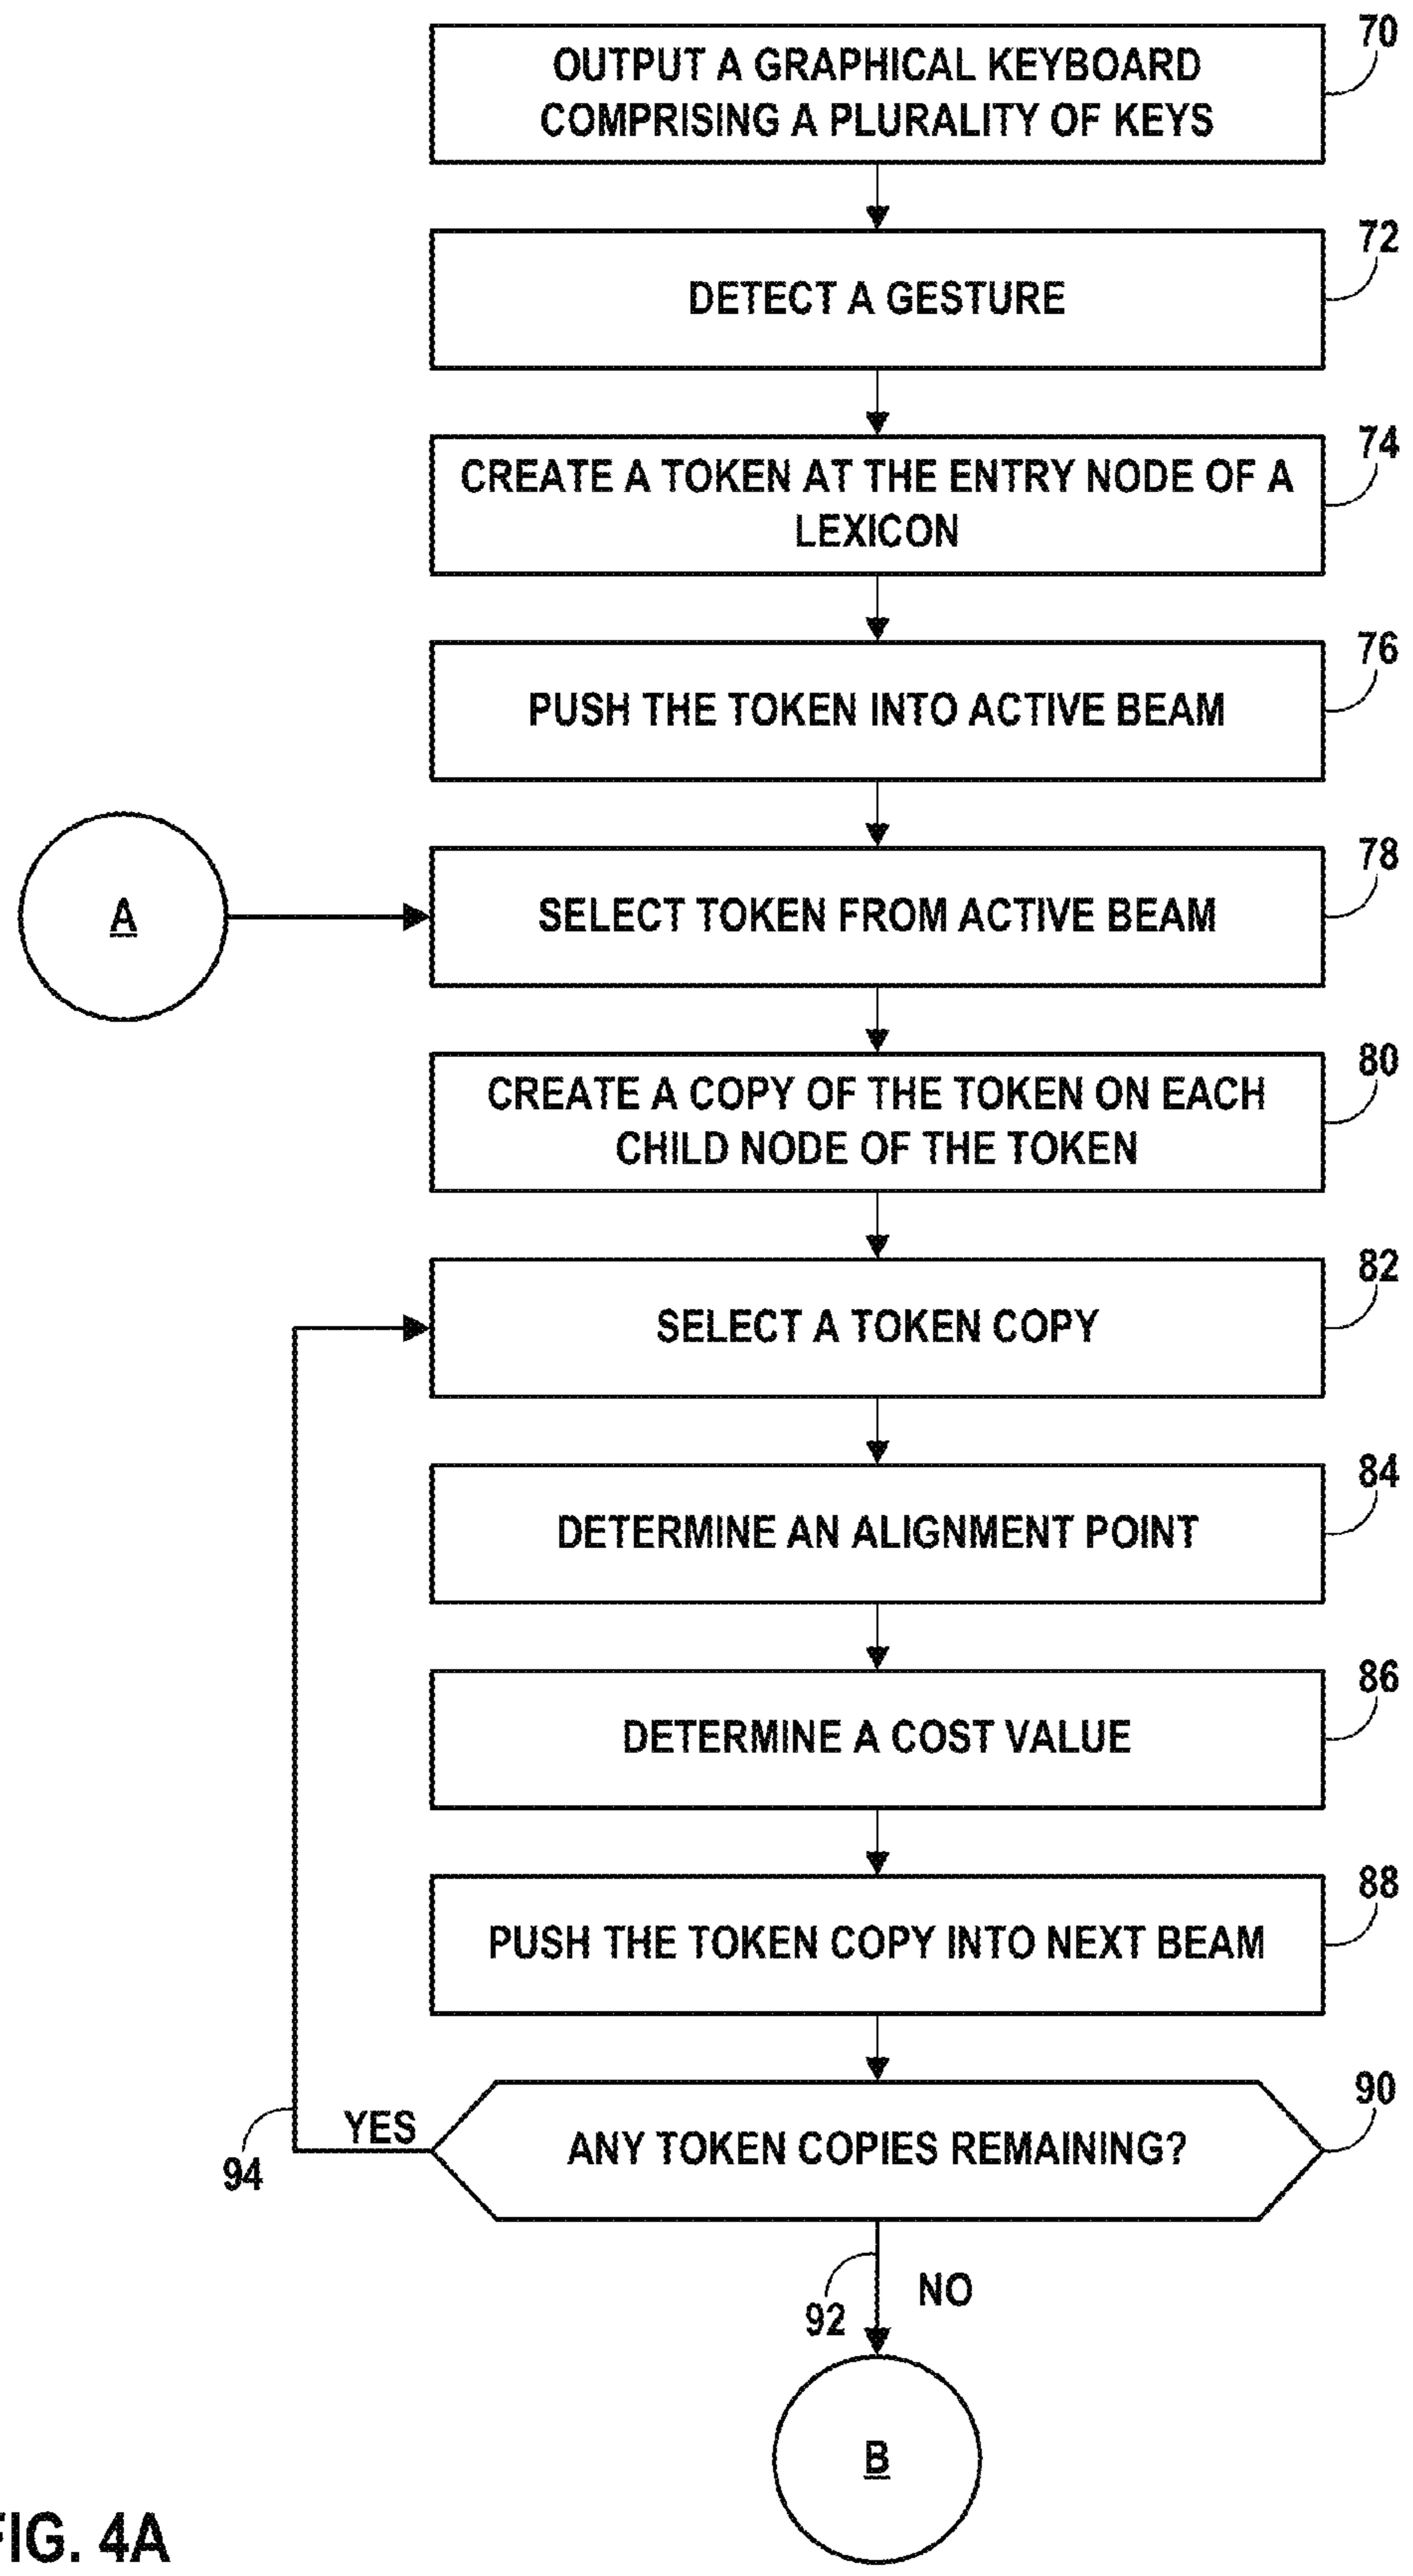 70
OUTPUT A GRAPHICAL KEYBOARD
COMPRISING A PLURALITY OF KEYS
72
DETECT A GESTURE
74
CREATE A TOKEN AT THE ENTRY NODE OF A
LEXICON
76
PUSH THE TOKEN INTO ACTIVE BEAM
78
A
SELECT TOKEN FROM ACTIVE BEAM
80
CREATE A COPY OF THE TOKEN ON EACH
CHILD NODE OF THE TOKEN
82
SELECT A TOKEN COPY
84
DETERMINE AN ALIGNMENT POINT
86
DETERMINE A COST VALUE
88
PUSH THE TOKEN COPY INTO NEXT BEAM
90
YES
ANY TOKEN COPIES REMAINING?
94
NO
92
B
FIG. 4A